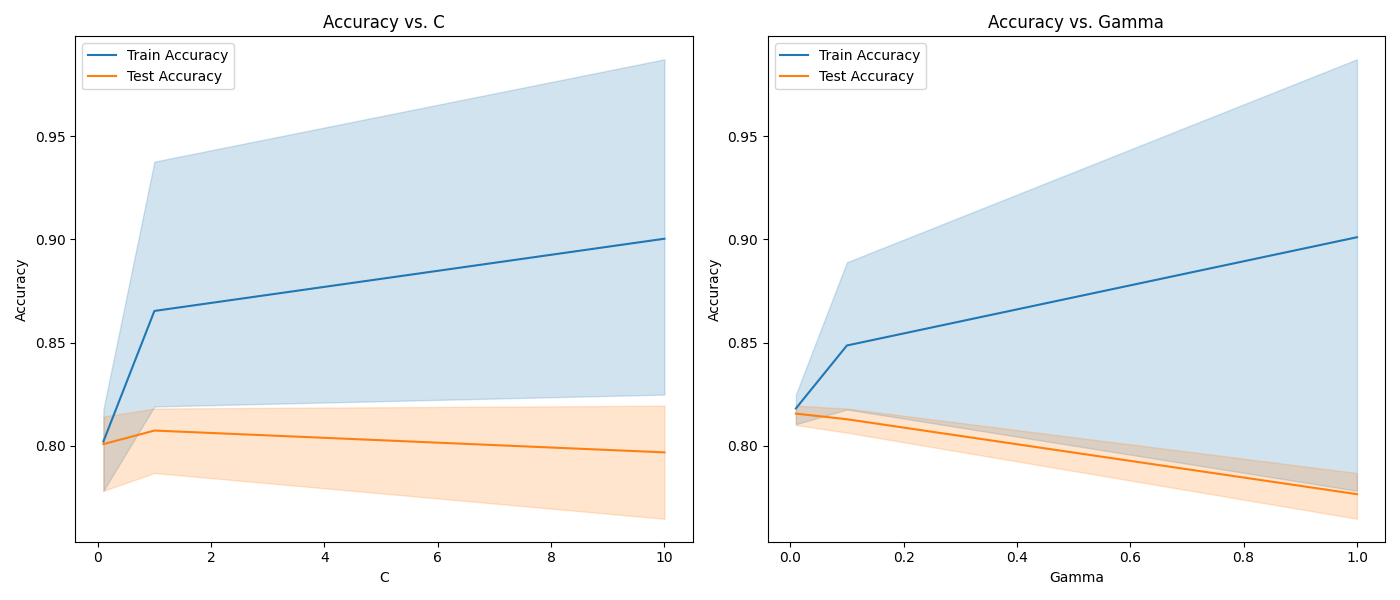 Accuracy vs. C
Train Accuracy
Test Accuracy
Accuracy
0.95
0.90
0.85
0.80
0 2 4 6 8 10
C
Accuracy vs. Gamma
Train Accuracy
Test Accuracy
Accuracy
0.95
0.90
0.85
0.80
0.0 0.2 0.4 0.6 0.8 1.0
Gamma